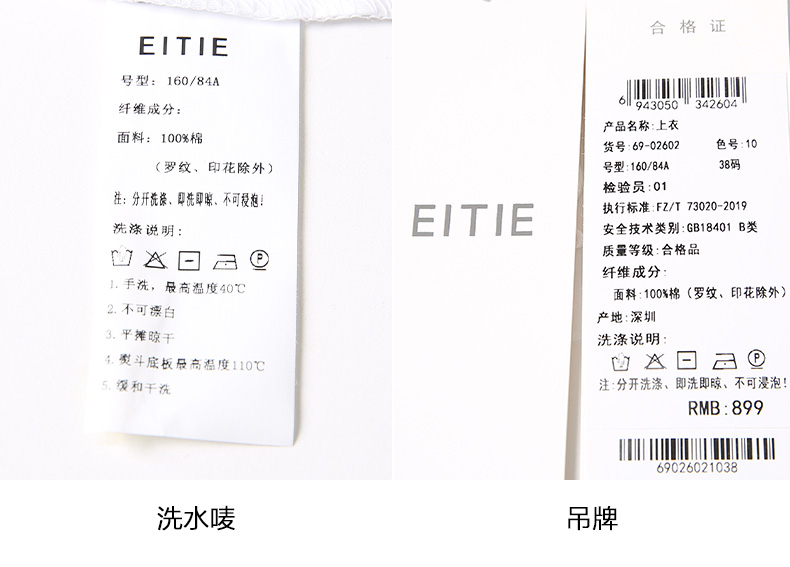 EITIE
号型: 160/84A
纤维成分:
面料: 100%棉
（罗纹、印花除外）
注: 分开洗涤、即洗即晾、不可浸泡!
洗涤说明:
P
1. 手洗，最高温度40℃
2. 不可漂白
3. 平摊晾干
4. 熨斗底板最高温度110℃
5. 缓和干洗
洗水唛
EITIE
合格证
6 943050 342604
产品名称:上衣
货号:69-02602 色号:10
号型:160/84A 38码
检验员:01
执行标准:FZ/T 73020-2019
安全技术类别:GB18401 B类
质量等级:合格品
纤维成分:
面料:100%棉（罗纹、印花除外）
产地:深圳
洗涤说明:
P
注:分开洗涤、即洗即晾、不可浸泡!
RMB:899
69026021038
吊牌